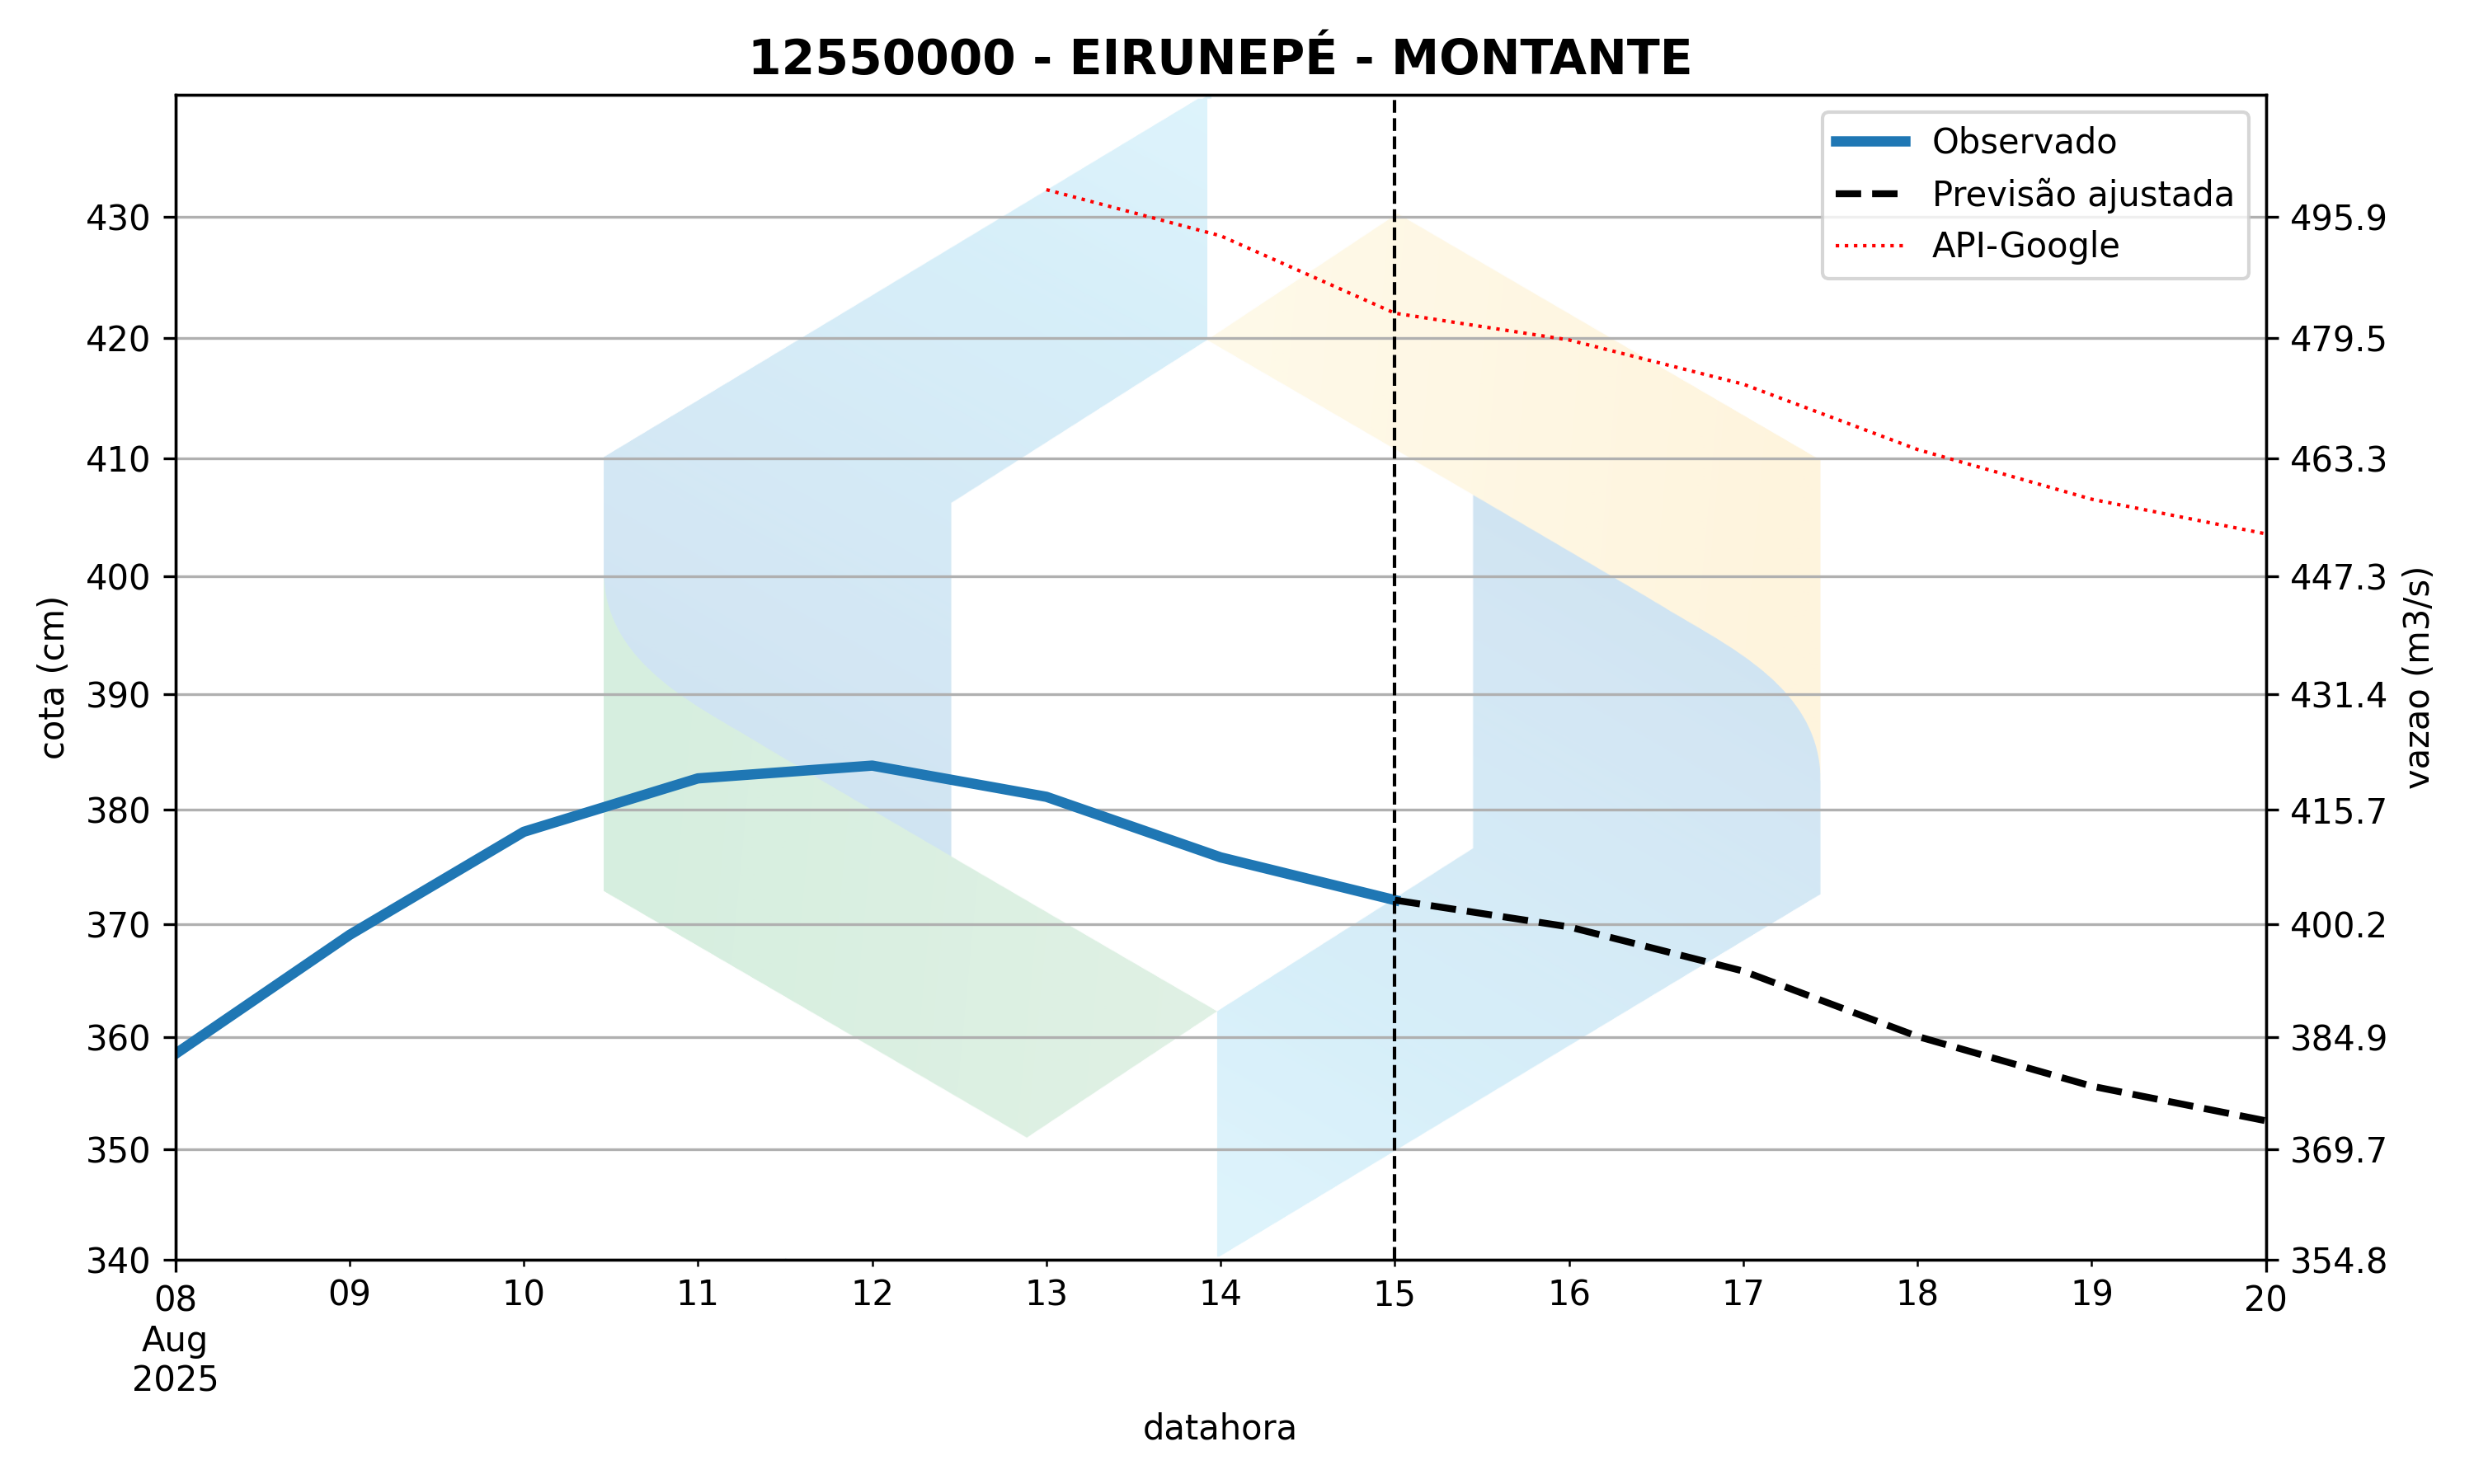 12550000 - EIRUNEPÉ - MONTANTE
Observado
Previsão ajustada
API-Google
430
420
410
400
390
380
370
360
350
340
cota (cm)
495.9
479.5
463.3
447.3
431.4
415.7
400.2
384.9
369.7
354.8
vazao (m3/s)
08 09 10 11 12 13 14 15 16 17 18 19 20
Aug
2025
datahora